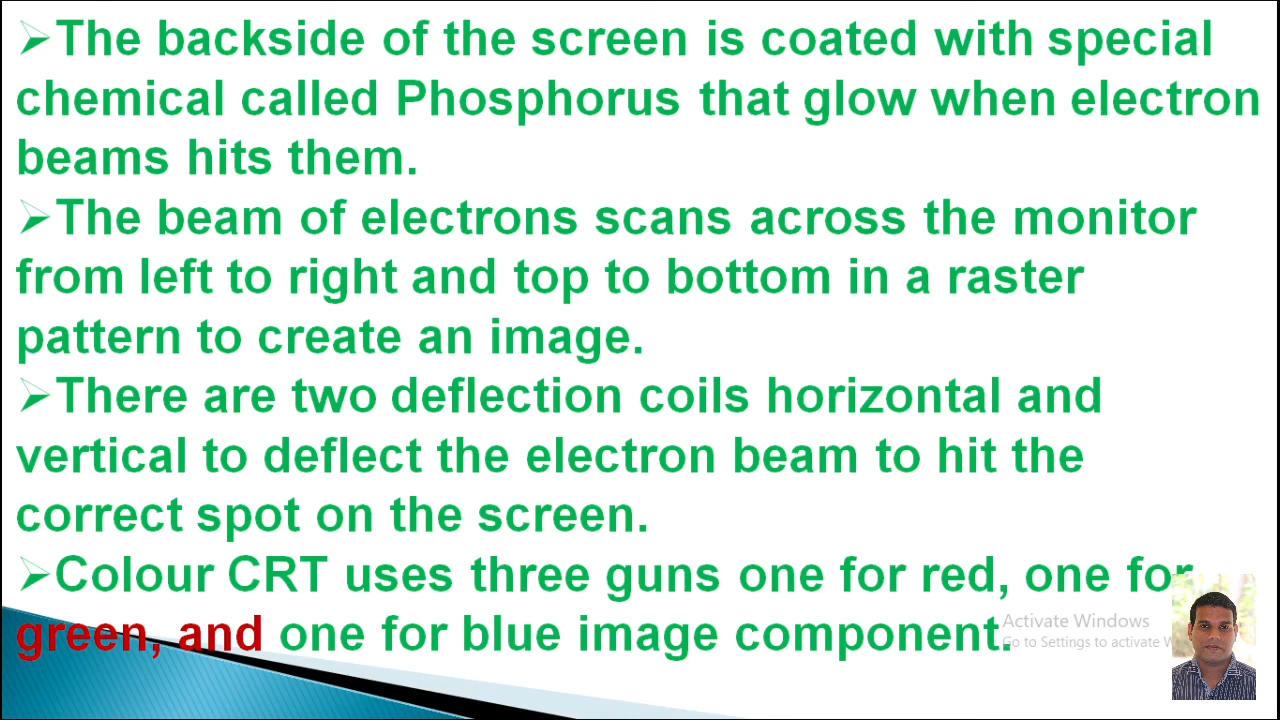 ➢The backside of the screen is coated with special
chemical called Phosphorus that glow when electron
beams hits them.
➢The beam of electrons scans across the monitor
from left to right and top to bottom in a raster
pattern to create an image.
➢There are two deflection coils horizontal and
vertical to deflect the electron beam to hit the
correct spot on the screen.
➢Colour CRT uses three guns one for red, one for
green, and one for blue image component.
Activate Windows
Go to Settings to activate